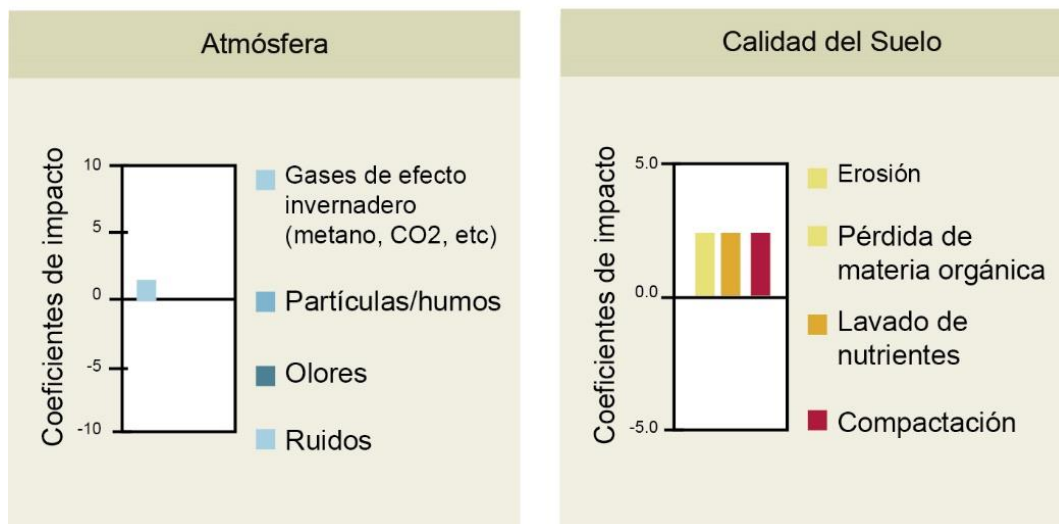 Atmósfera
Coeficientes de impacto
10
5
0
-5
-10
Gases de efecto
invernadero
(metano, CO2, etc)
Partículas/humos
Olores
Ruidos
Calidad del Suelo
Coeficientes de impacto
5.0
0.0
-5.0
Erosión
Pérdida de
materia orgánica
Lavado de
nutrientes
Compactación